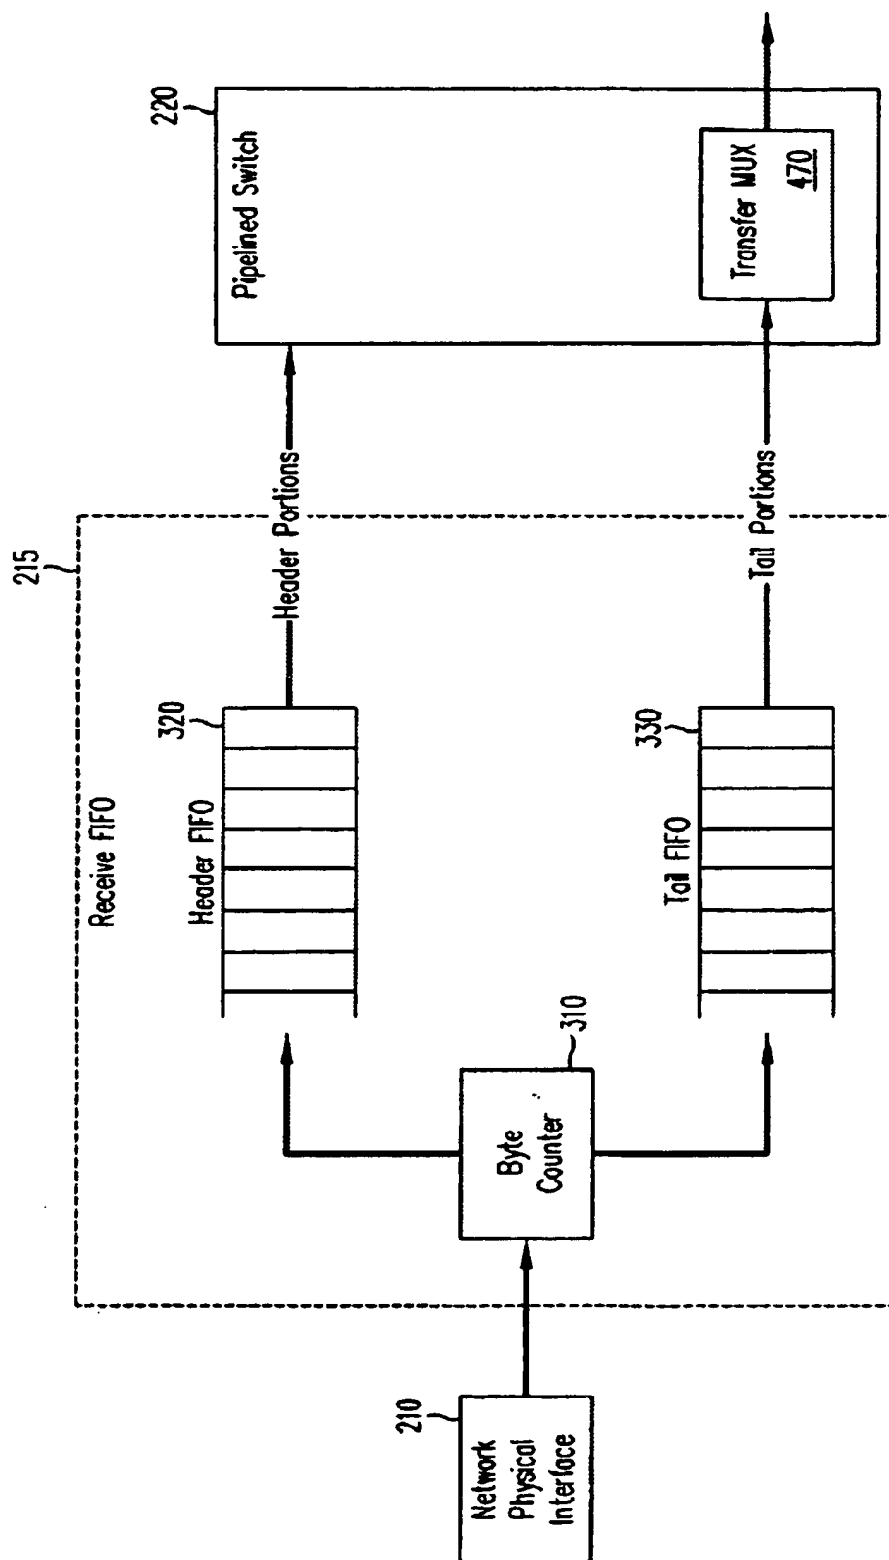 220
Pipelined Switch
Transfer MUX
470
215
Header Portions
Tail Portions
Receive FIFO
Header FIFO
320
Tail FIFO
330
Byte
Counter
310
210
Network
Physical
Interface